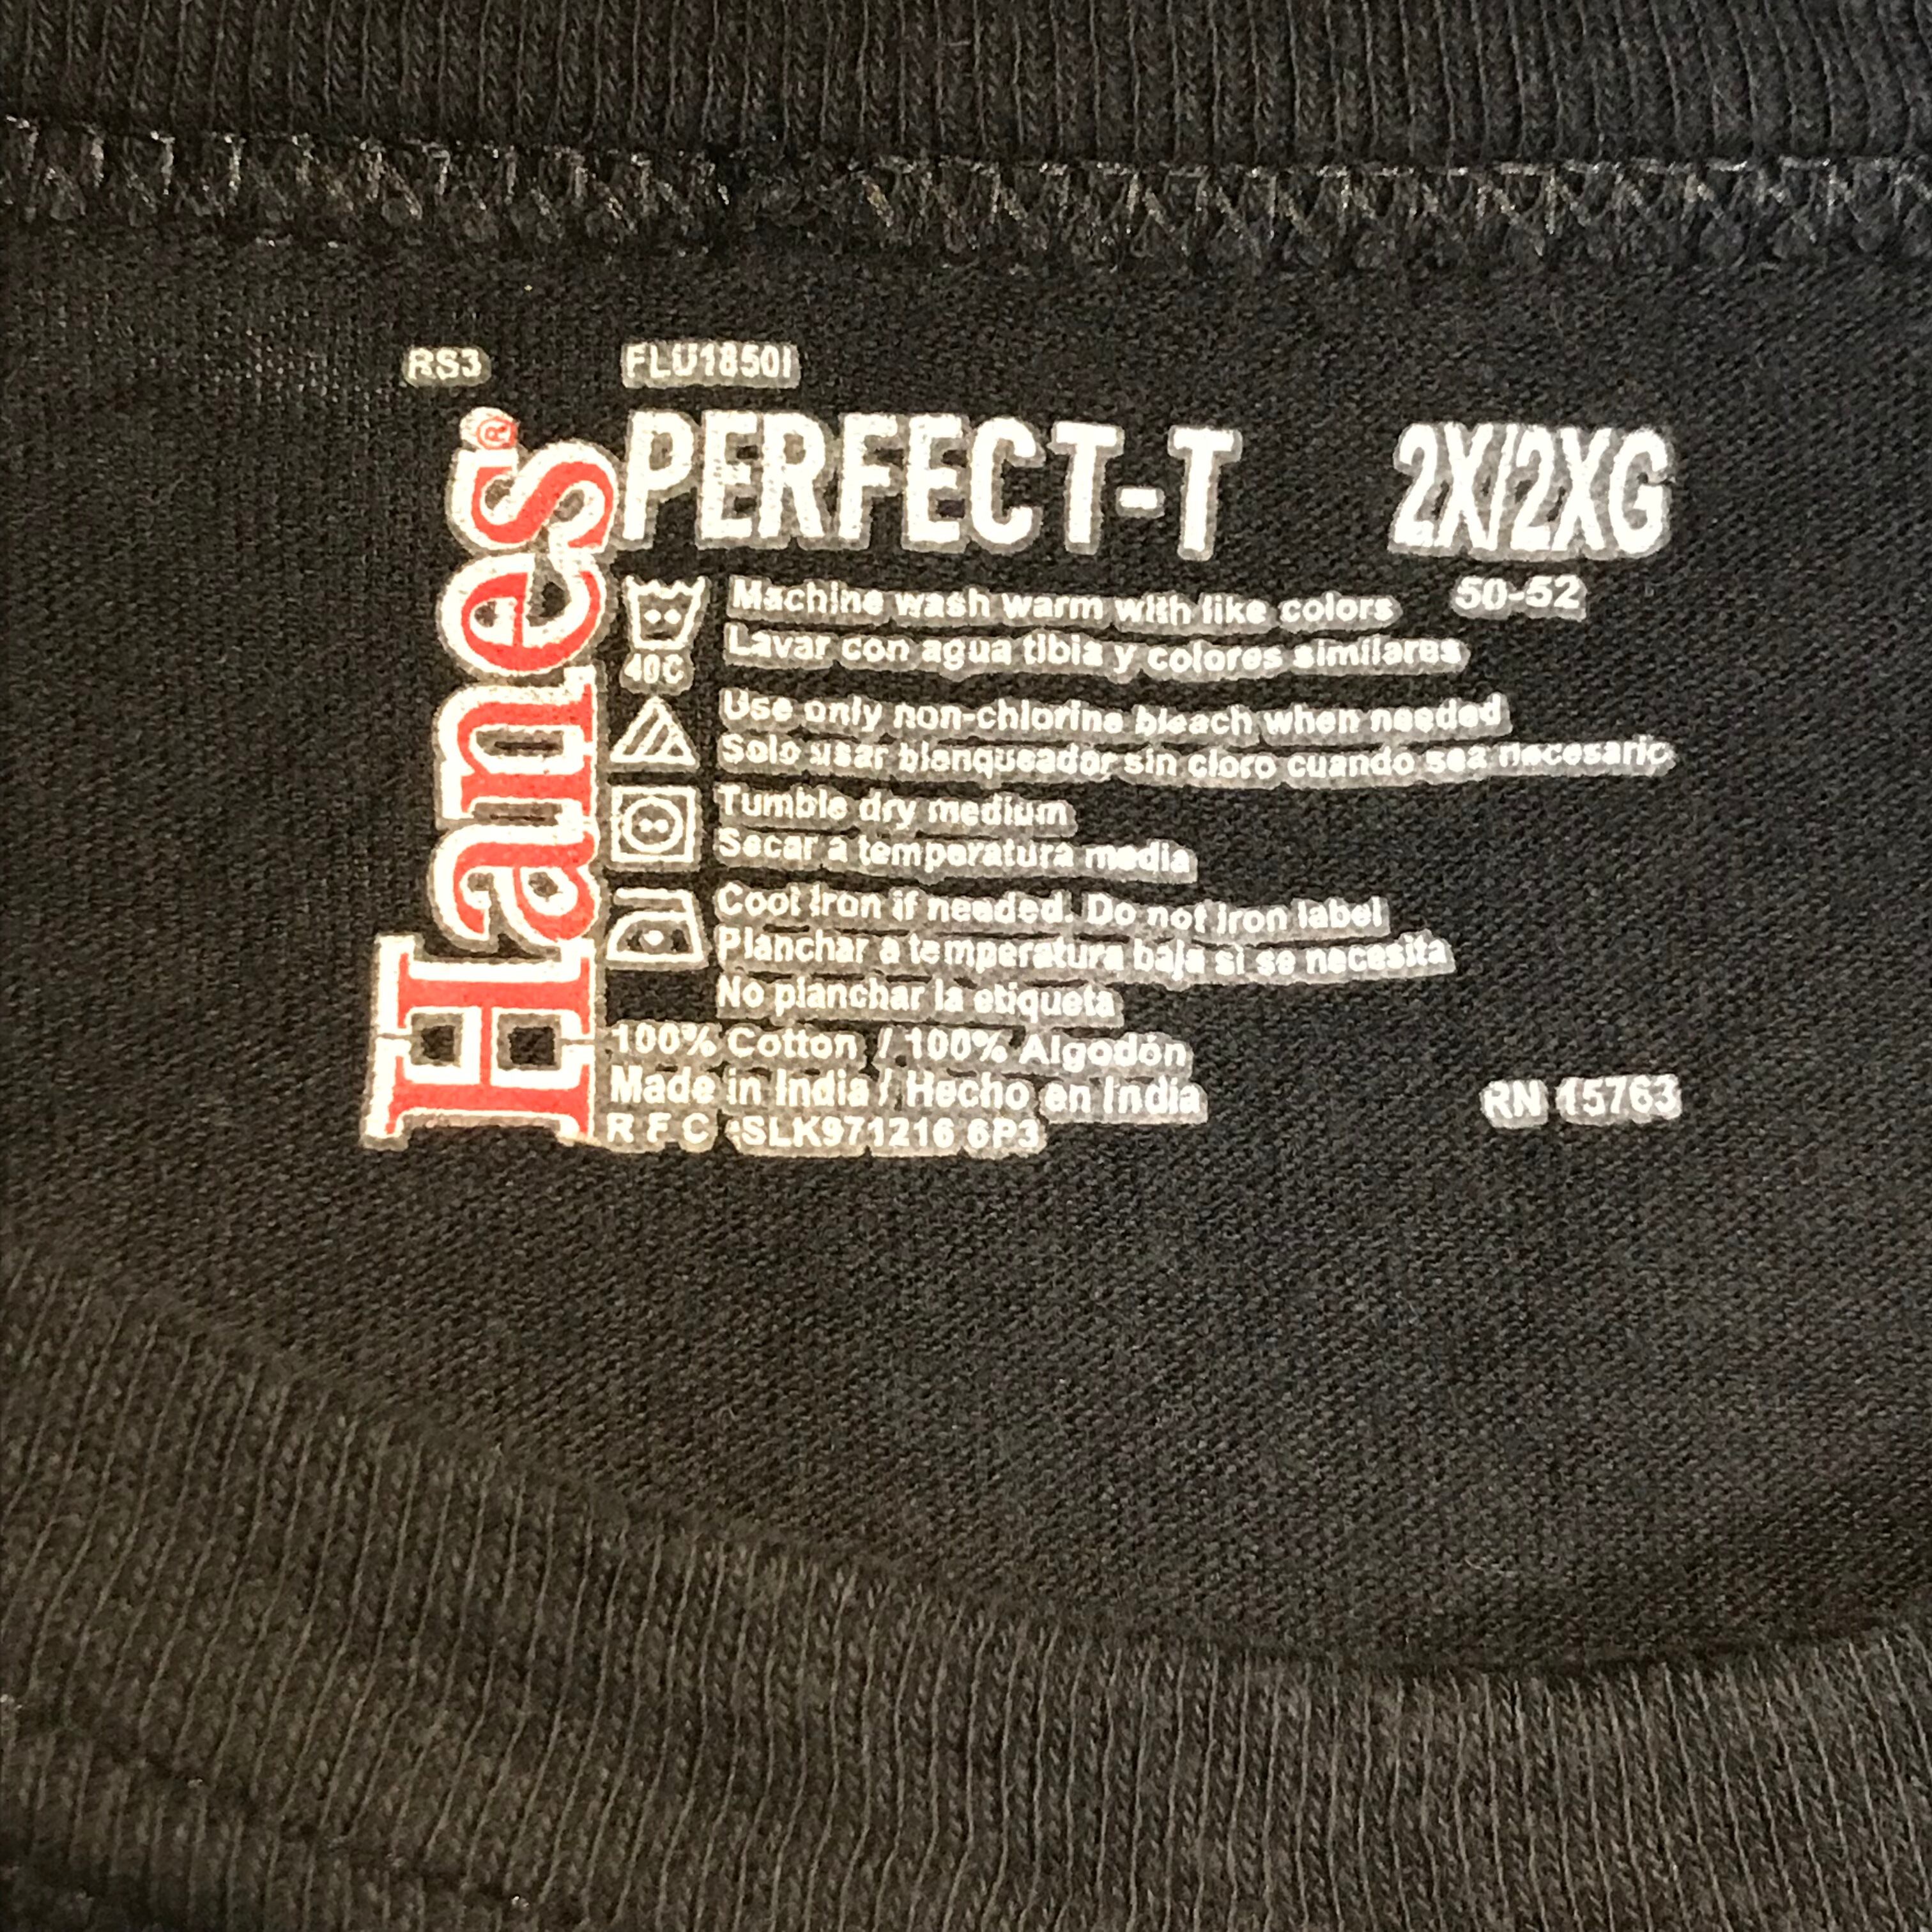 RS3 FLU1850I
Hanes®
PERFECT-T 2X/2XG
Machine wash warm with like colors 50-52
Lavar con agua tibia y colores similares
40C
Use only non-chlorine bleach when needed
Solo usar blanqueador sin cloro cuando sea necesario
Tumble dry medium
Secar a temperatura media
Cool iron if needed. Do not iron label
Planchar a temperatura baja si se necesita
No planchar la etiqueta
100% Cotton / 100% Algodón
Made in India / Hecho en India RN 15763
R F C